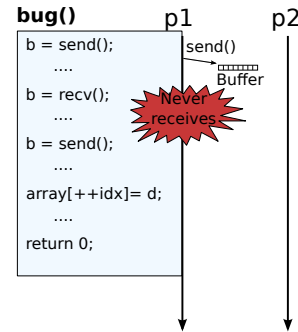 bug()
p1
p2
b = send();
....
b = recv();
....
b = send();
....
array[++idx]= d;
....
return 0;
send()
Buffer
Never
receives